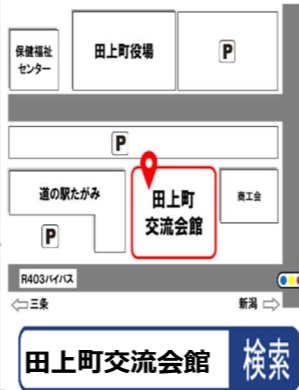 保健福祉
センター
田上町役場
P
P
道の駅たがみ
P
田上町
交流会館
商工会
R403バイパス
⇦三条
新潟⇨
田上町交流会館 検索